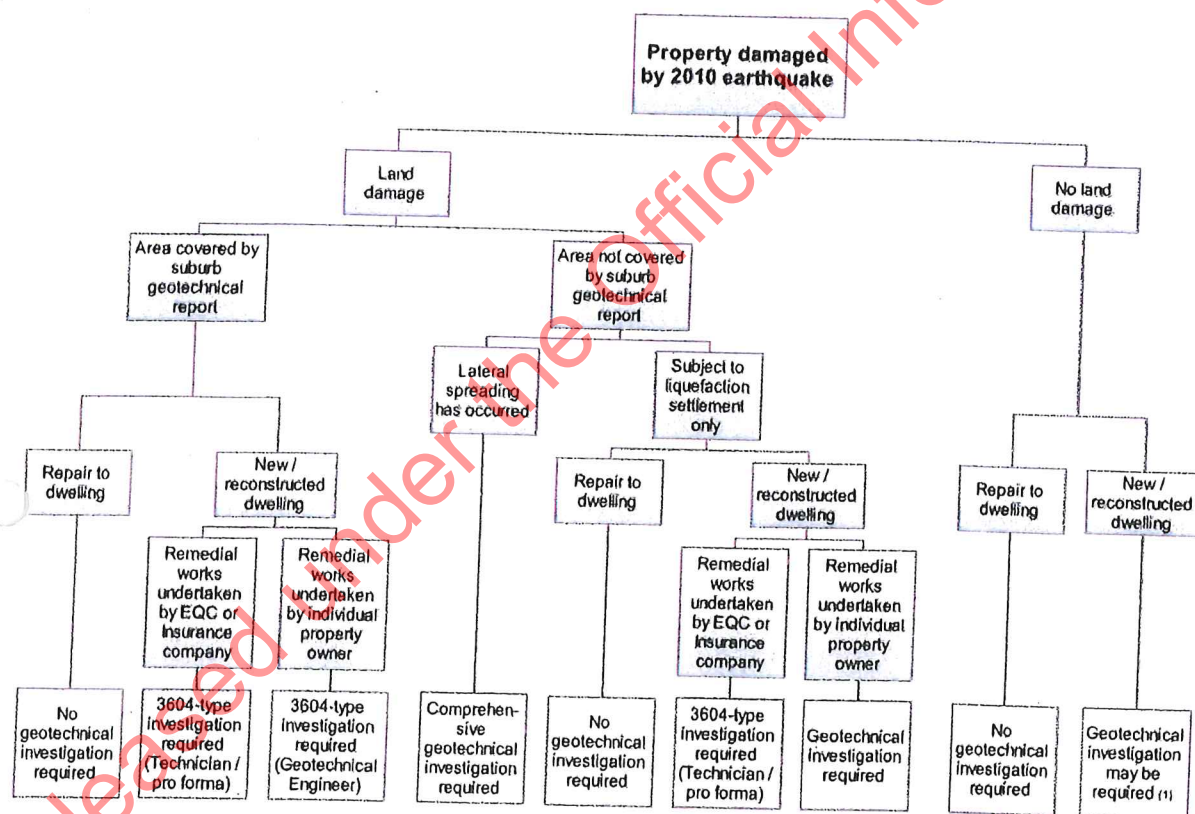 Property damaged
by 2010 earthquake
Land
damage
No land
damage
Area covered by
suburb
geotechnical
report
Area not covered
by suburb
geotechnical
report
Lateral
spreading
has occurred
Subject to
liquefaction
settlement
only
Repair to
dwelling
New /
reconstructed
dwelling
Repair to
dwelling
New /
reconstructed
dwelling
Repair to
dwelling
New /
reconstructed
dwelling
Remedial
works
undertaken
by EQC or
Insurance
company
Remedial
works
undertaken
by individual
property
owner
Remedial
works
undertaken
by EQC or
Insurance
company
Remedial
works
undertaken
by individual
property
owner
No
geotechnical
investigation
required
3604-type
investigation
required
(Technician /
pro forma)
3604-type
investigation
required
(Geotechnical
Engineer)
Comprehen-
sive
geotechnical
investigation
required
No
geotechnical
investigation
required
3604-type
investigation
required
(Technician /
pro forma)
Geotechnical
investigation
required
No
geotechnical
investigation
required
Geotechnical
investigation
may be
required (1)
leased under the Official Info